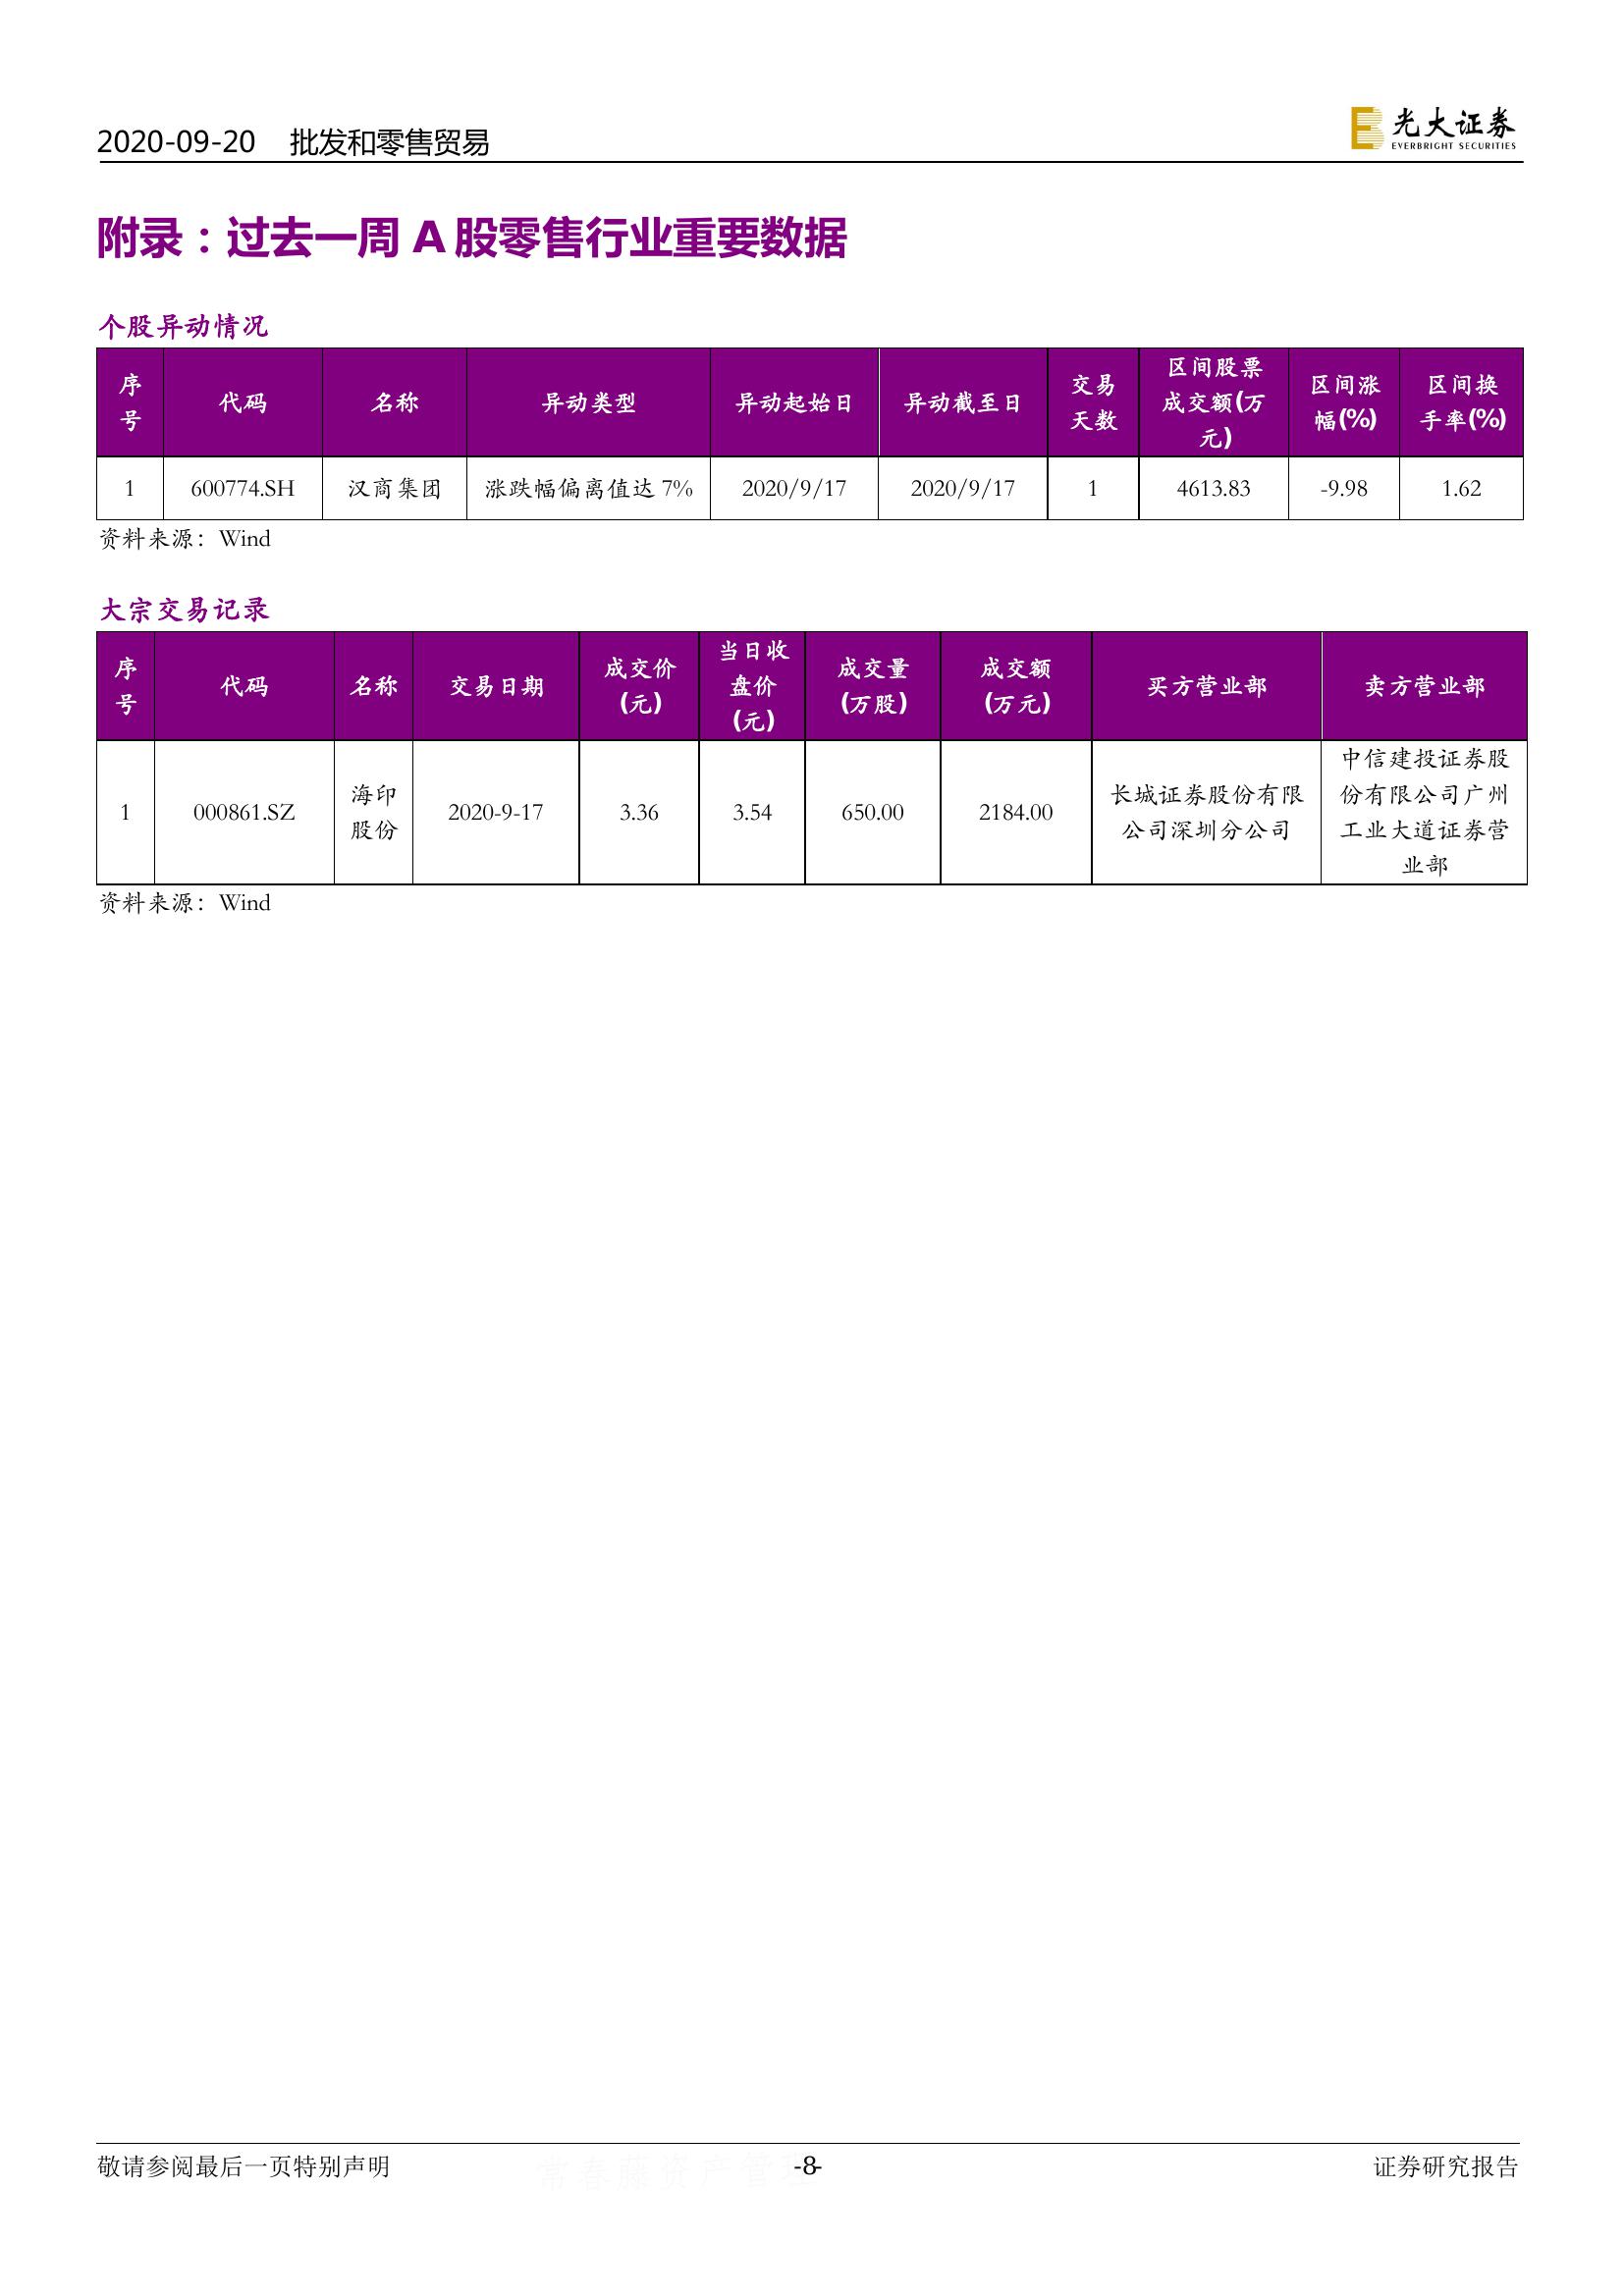 2020-09-20 批发和零售贸易
光大证券
EVERBRIGHT SECURITIES
附录：过去一周 A 股零售行业重要数据
个股异动情况
序号 代码 名称 异动类型 异动起始日 异动截至日 交易天数 区间股票成交额(万元) 区间涨幅(%) 区间换手率(%)
1 600774.SH 汉商集团 涨跌幅偏离值达 7% 2020/9/17 2020/9/17 1 4613.83 -9.98 1.62
资料来源：Wind
大宗交易记录
序号 代码 名称 交易日期 成交价(元) 当日收盘价(元) 成交量(万股) 成交额(万元) 买方营业部 卖方营业部
1 000861.SZ 海印股份 2020-9-17 3.36 3.54 650.00 2184.00 长城证券股份有限公司深圳分公司 中信建投证券股份有限公司广州工业大道证券营业部
资料来源：Wind
敬请参阅最后一页特别声明 -8- 证券研究报告